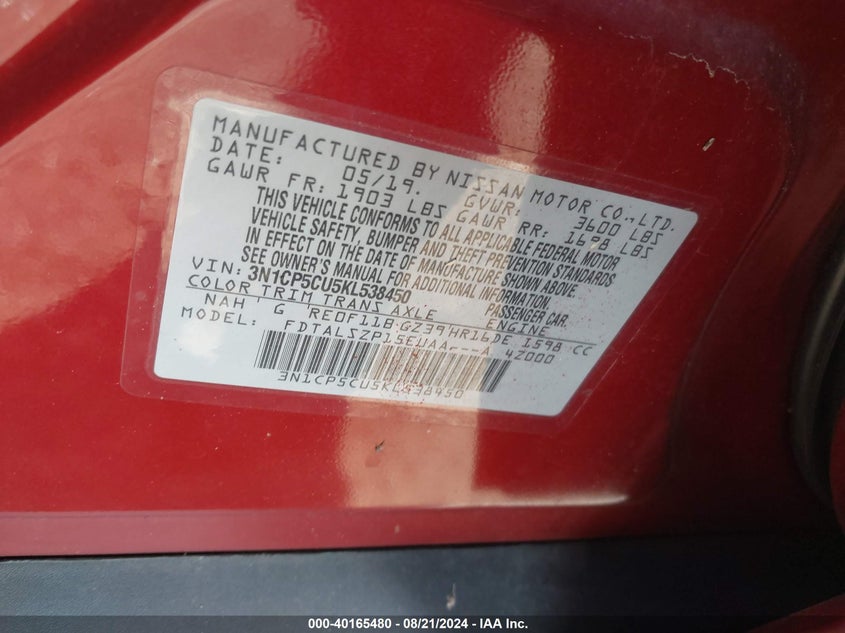 MANUFACTURED BY NISSAN MOTOR CO.,LTD.
DATE: 05/19. GVWR: 3600 LBS
GAWR FR: 1903 LBS GAWR RR. 1698 LBS
THIS VEHICLE CONFORMS TO ALL APPLICABLE FEDERAL MOTOR
VEHICLE SAFETY, BUMPER AND THEFT PREVENTION STANDARDS
IN EFFECT ON THE DATE OF MANUFACTURE SHOWN ABOVE.
SEE OWNER'S MANUAL FOR ADDITIONAL INFORMATION.
VIN: 3N1CP5CU5KL538450 PASSENGER CAR.
COLOR TRIM TRANS AXLE ENGINE
NAH G RE0F11B GZ39 HR16DE 1598 CC
MODEL: FDTALSZP15EUAA---A 4Z000
3N1CP5CU5KL538450
000-40165480 - 08/21/2024 - IAA Inc.